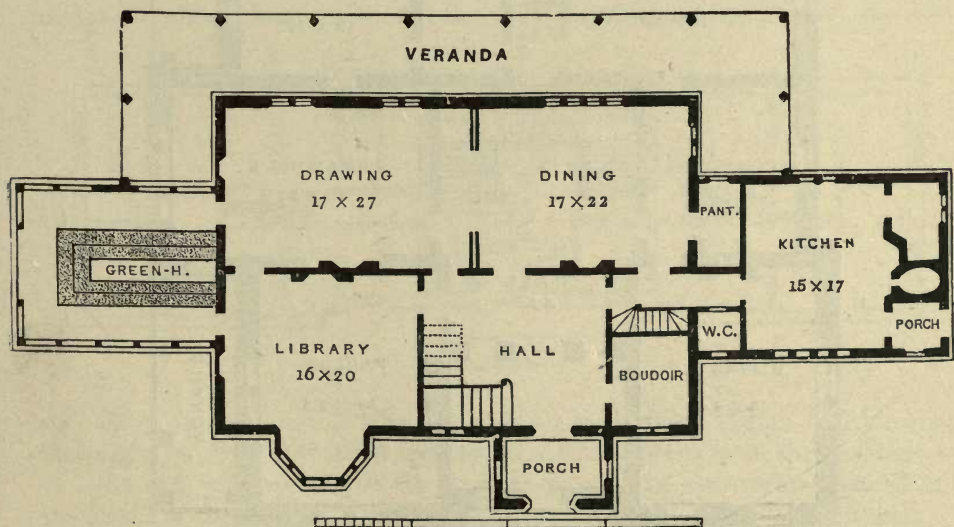 VERANDA
DRAWING
17 × 27
DINING
17 × 22
PANT.
KITCHEN
15 × 17
GREEN-H.
LIBRARY
16 × 20
HALL
W.C.
PORCH
BOUDOIR
PORCH